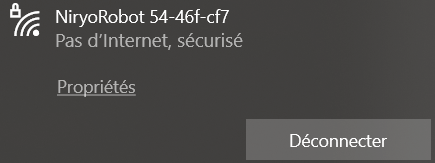 NiryoRobot 54-46f-cf7
Pas d’Internet, sécurisé
Propriétés
Déconnecter